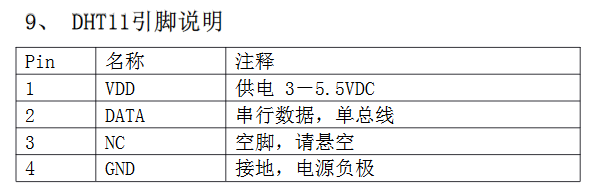 9、 DHT11引脚说明
Pin 名称 注释
1 VDD 供电 3－5.5VDC
2 DATA 串行数据，单总线
3 NC 空脚，请悬空
4 GND 接地，电源负极